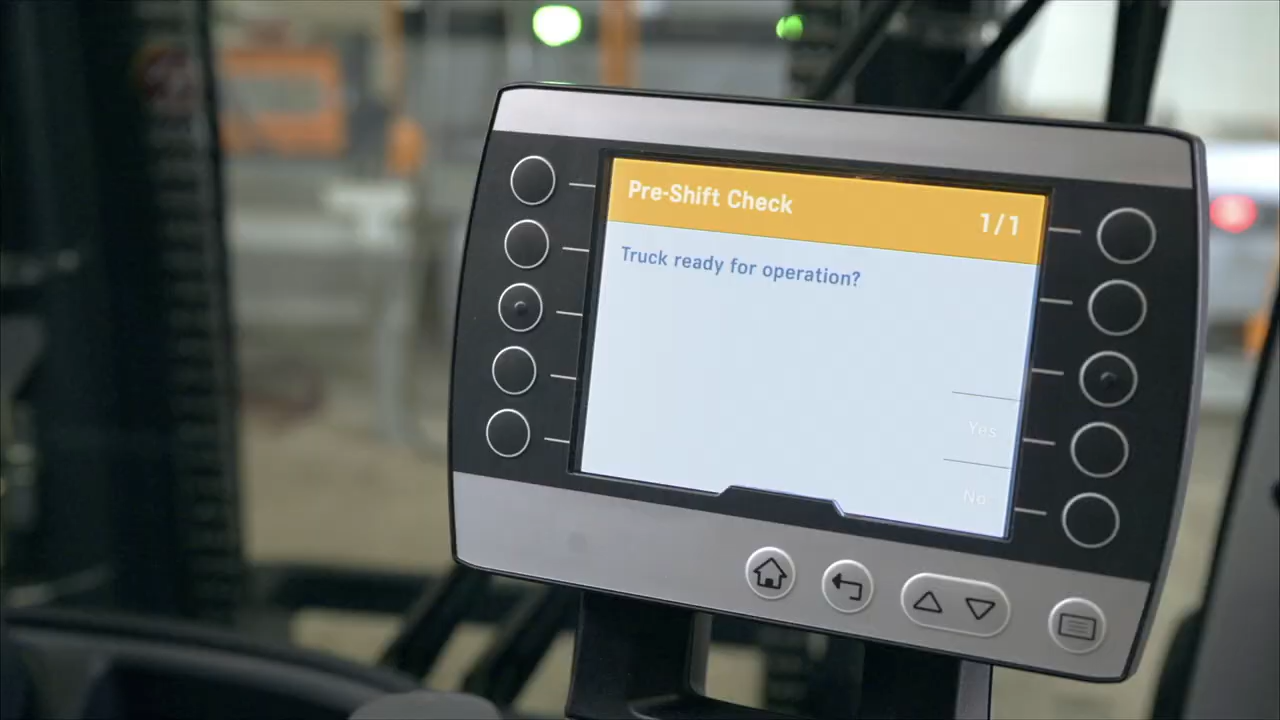 Pre-Shift Check
1/1
Truck ready for operation?
Yes
No